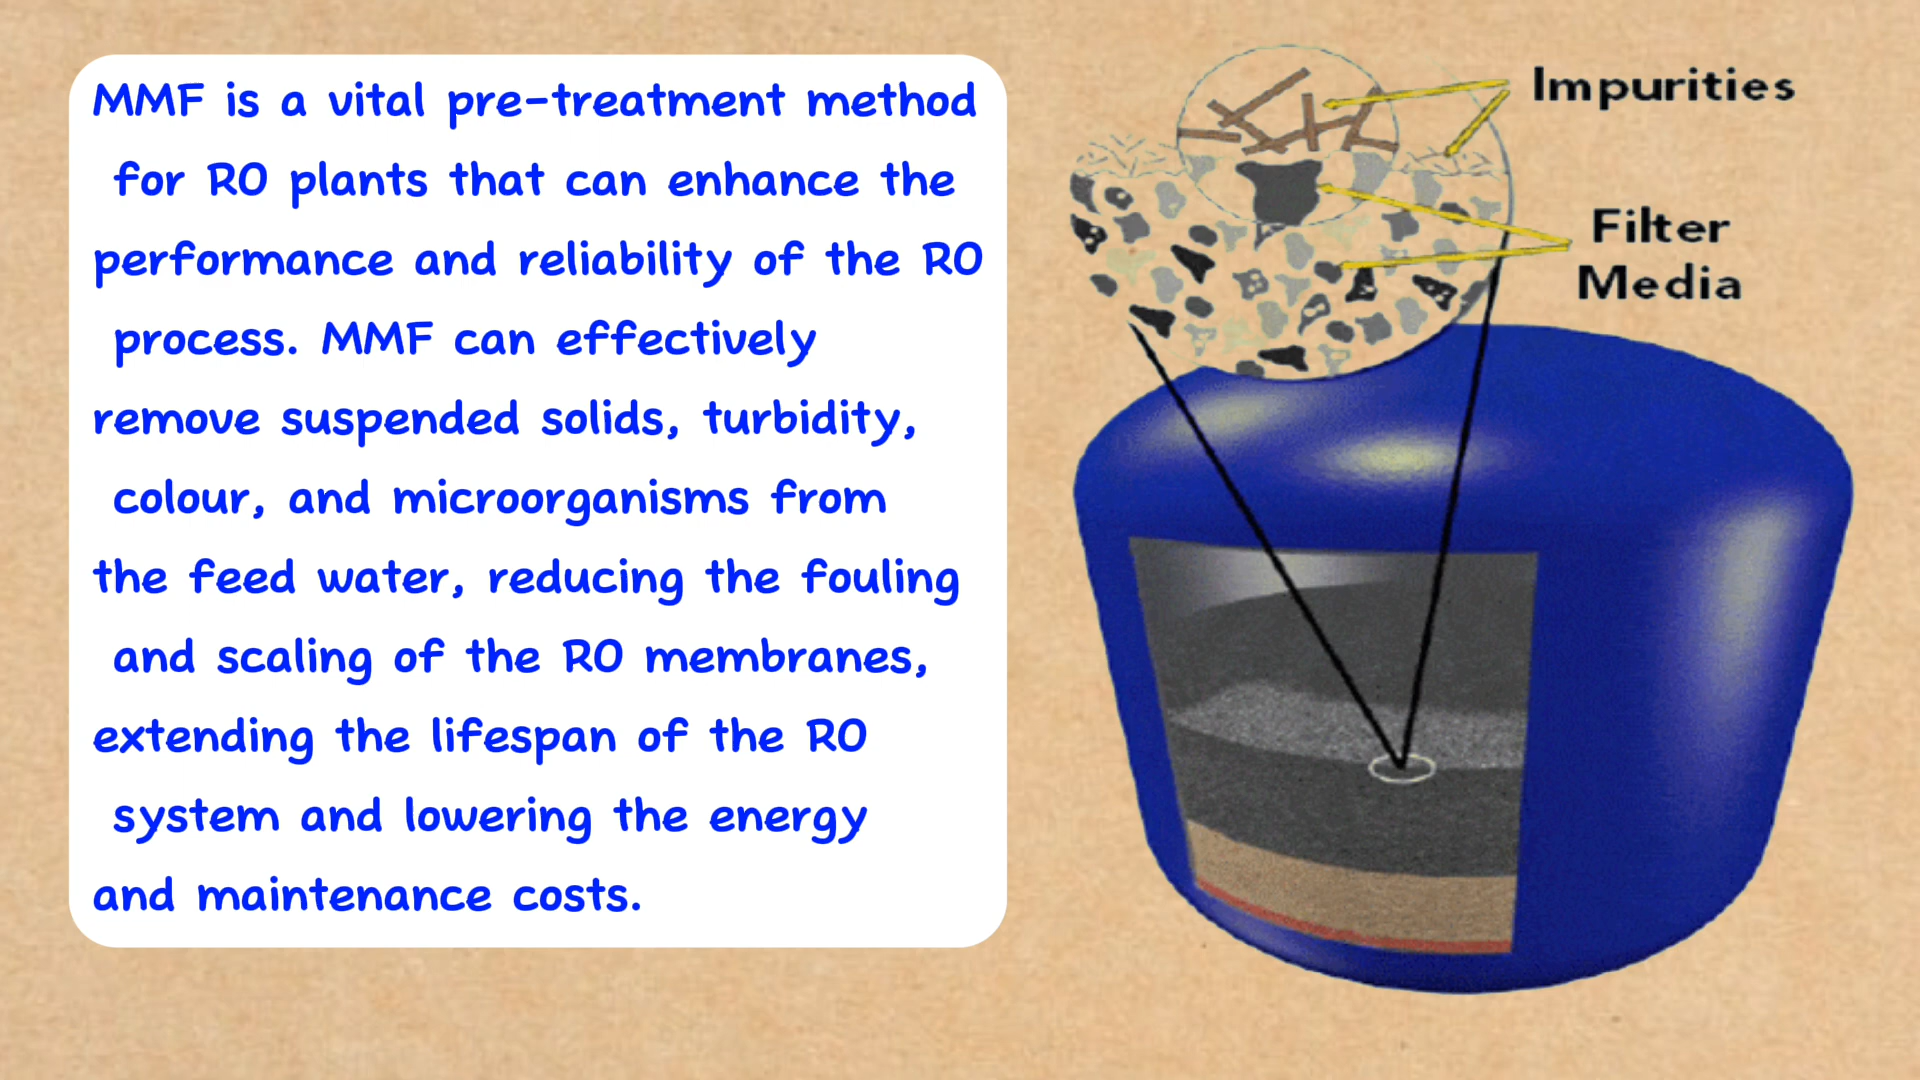 MMF is a vital pre-treatment method
for RO plants that can enhance the
performance and reliability of the RO
process. MMF can effectively
remove suspended solids, turbidity,
colour, and microorganisms from
the feed water, reducing the fouling
and scaling of the RO membranes,
extending the lifespan of the RO
system and lowering the energy
and maintenance costs.
Impurities
Filter
Media